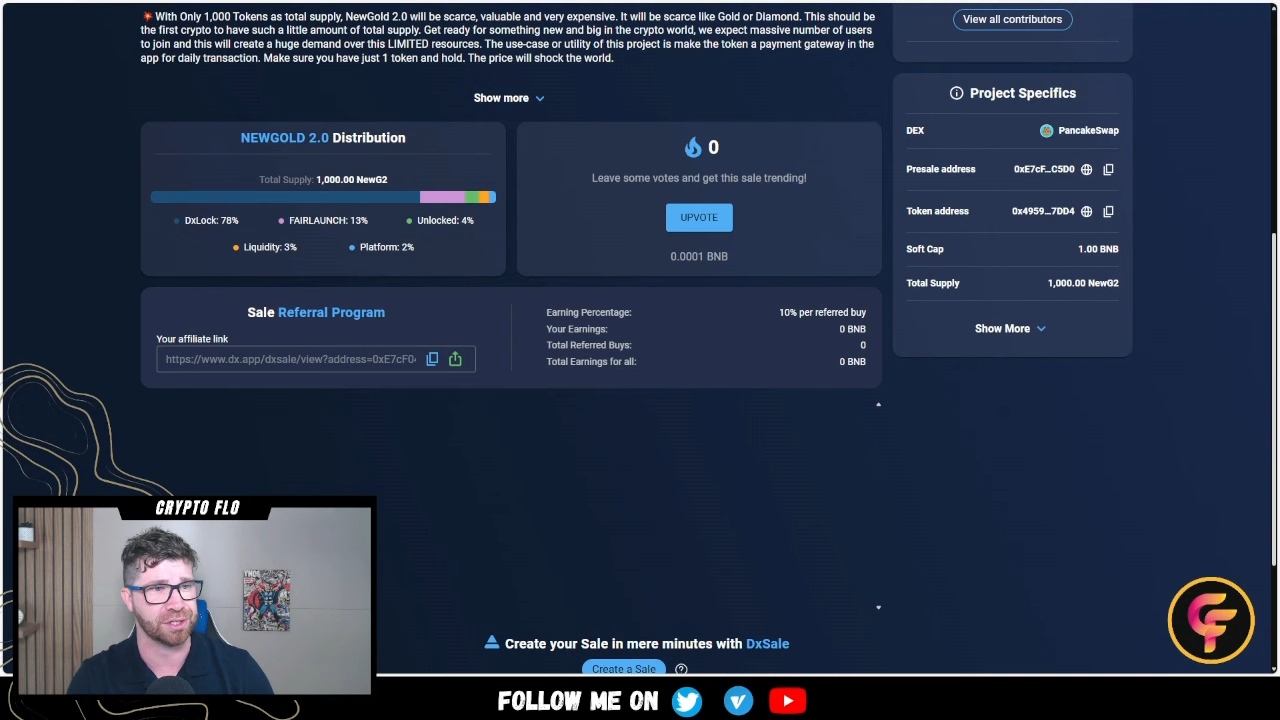 💥 With Only 1,000 Tokens as total supply, NewGold 2.0 will be scarce, valuable and very expensive. It will be scarce like Gold or Diamond. This should be
the first crypto to have such a little amount of total supply. Get ready for something new and big in the crypto world, we expect massive number of users
to join and this will create a huge demand over this LIMITED resources. The use-case or utility of this project is make the token a payment gateway in the
app for daily transaction. Make sure you have just 1 token and hold. The price will shock the world.
Show more
NEWGOLD 2.0 Distribution
Total Supply: 1,000.00 NewG2
DxLock: 78%
FAIRLAUNCH: 13%
Unlocked: 4%
Liquidity: 3%
Platform: 2%
0
Leave some votes and get this sale trending!
UPVOTE
0.0001 BNB
Sale Referral Program
Your affiliate link
https://www.dx.app/dxsale/view?address=0xE7cF0
Earning Percentage: 10% per referred buy
Your Earnings: 0 BNB
Total Referred Buys: 0
Total Earnings for all: 0 BNB
View all contributors
Project Specifics
DEX PancakeSwap
Presale address 0xE7cF...C5D0
Token address 0x4959...7DD4
Soft Cap 1.00 BNB
Total Supply 1,000.00 NewG2
Show More
Create your Sale in mere minutes with DxSale
Create a Sale
CRYPTO FLO
THOR
FOLLOW ME ON